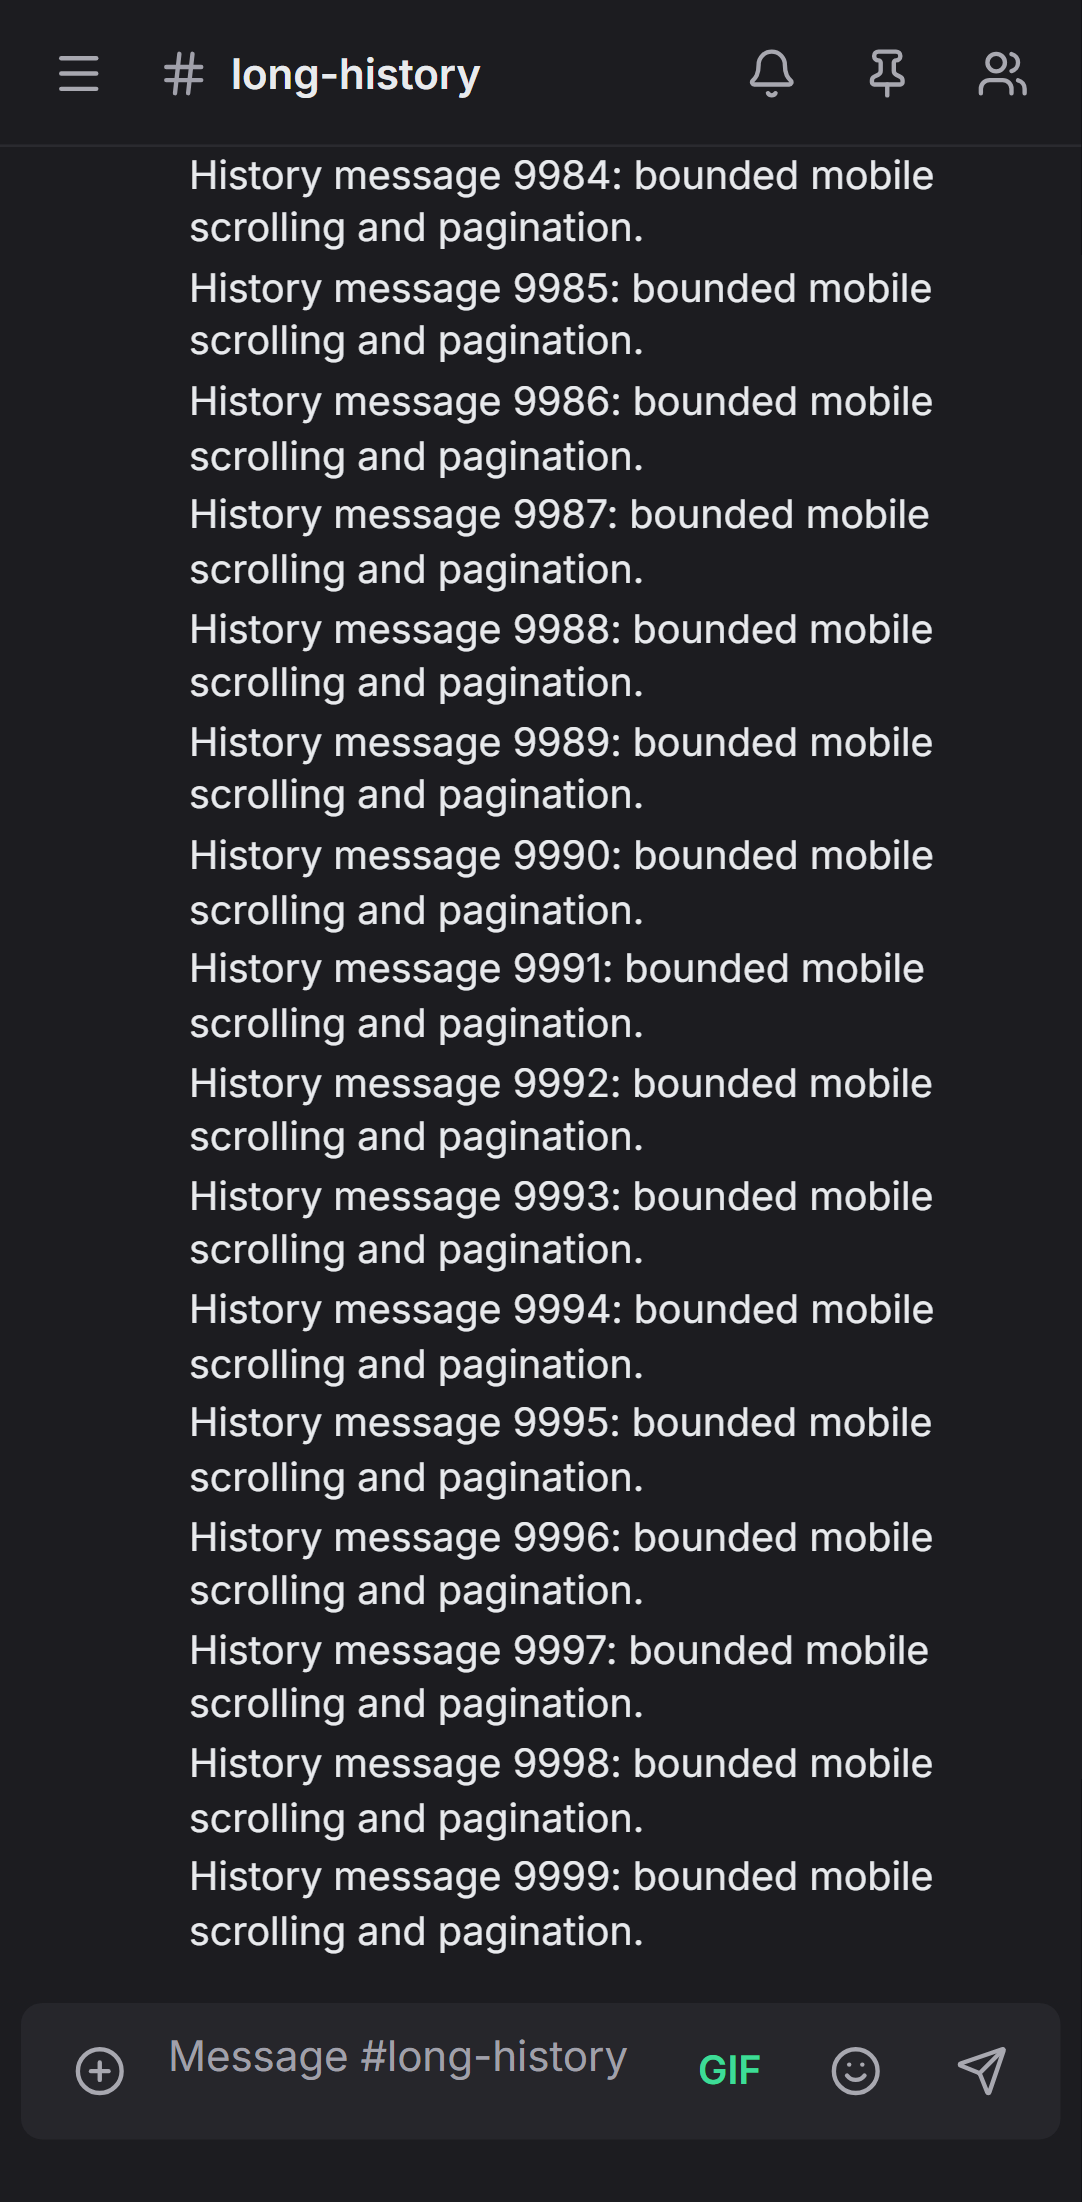 # long-history
History message 9984: bounded mobile
scrolling and pagination.
History message 9985: bounded mobile
scrolling and pagination.
History message 9986: bounded mobile
scrolling and pagination.
History message 9987: bounded mobile
scrolling and pagination.
History message 9988: bounded mobile
scrolling and pagination.
History message 9989: bounded mobile
scrolling and pagination.
History message 9990: bounded mobile
scrolling and pagination.
History message 9991: bounded mobile
scrolling and pagination.
History message 9992: bounded mobile
scrolling and pagination.
History message 9993: bounded mobile
scrolling and pagination.
History message 9994: bounded mobile
scrolling and pagination.
History message 9995: bounded mobile
scrolling and pagination.
History message 9996: bounded mobile
scrolling and pagination.
History message 9997: bounded mobile
scrolling and pagination.
History message 9998: bounded mobile
scrolling and pagination.
History message 9999: bounded mobile
scrolling and pagination.
Message #long-history GIF